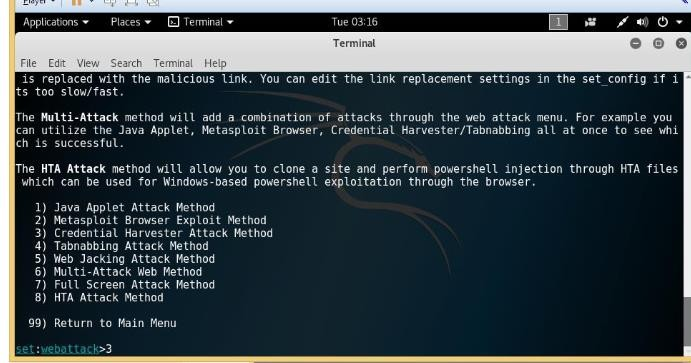 Player
Applications Places Terminal Tue 03:16 1
Terminal
File Edit View Search Terminal Help
is replaced with the malicious link. You can edit the link replacement settings in the set_config if i
ts too slow/fast.
The Multi-Attack method will add a combination of attacks through the web attack menu. For example you
can utilize the Java Applet, Metasploit Browser, Credential Harvester/Tabnabbing all at once to see whi
ch is successful.
The HTA Attack method will allow you to clone a site and perform powershell injection through HTA files
which can be used for Windows-based powershell exploitation through the browser.
1) Java Applet Attack Method
2) Metasploit Browser Exploit Method
3) Credential Harvester Attack Method
4) Tabnabbing Attack Method
5) Web Jacking Attack Method
6) Multi-Attack Web Method
7) Full Screen Attack Method
8) HTA Attack Method
99) Return to Main Menu
set:webattack>3